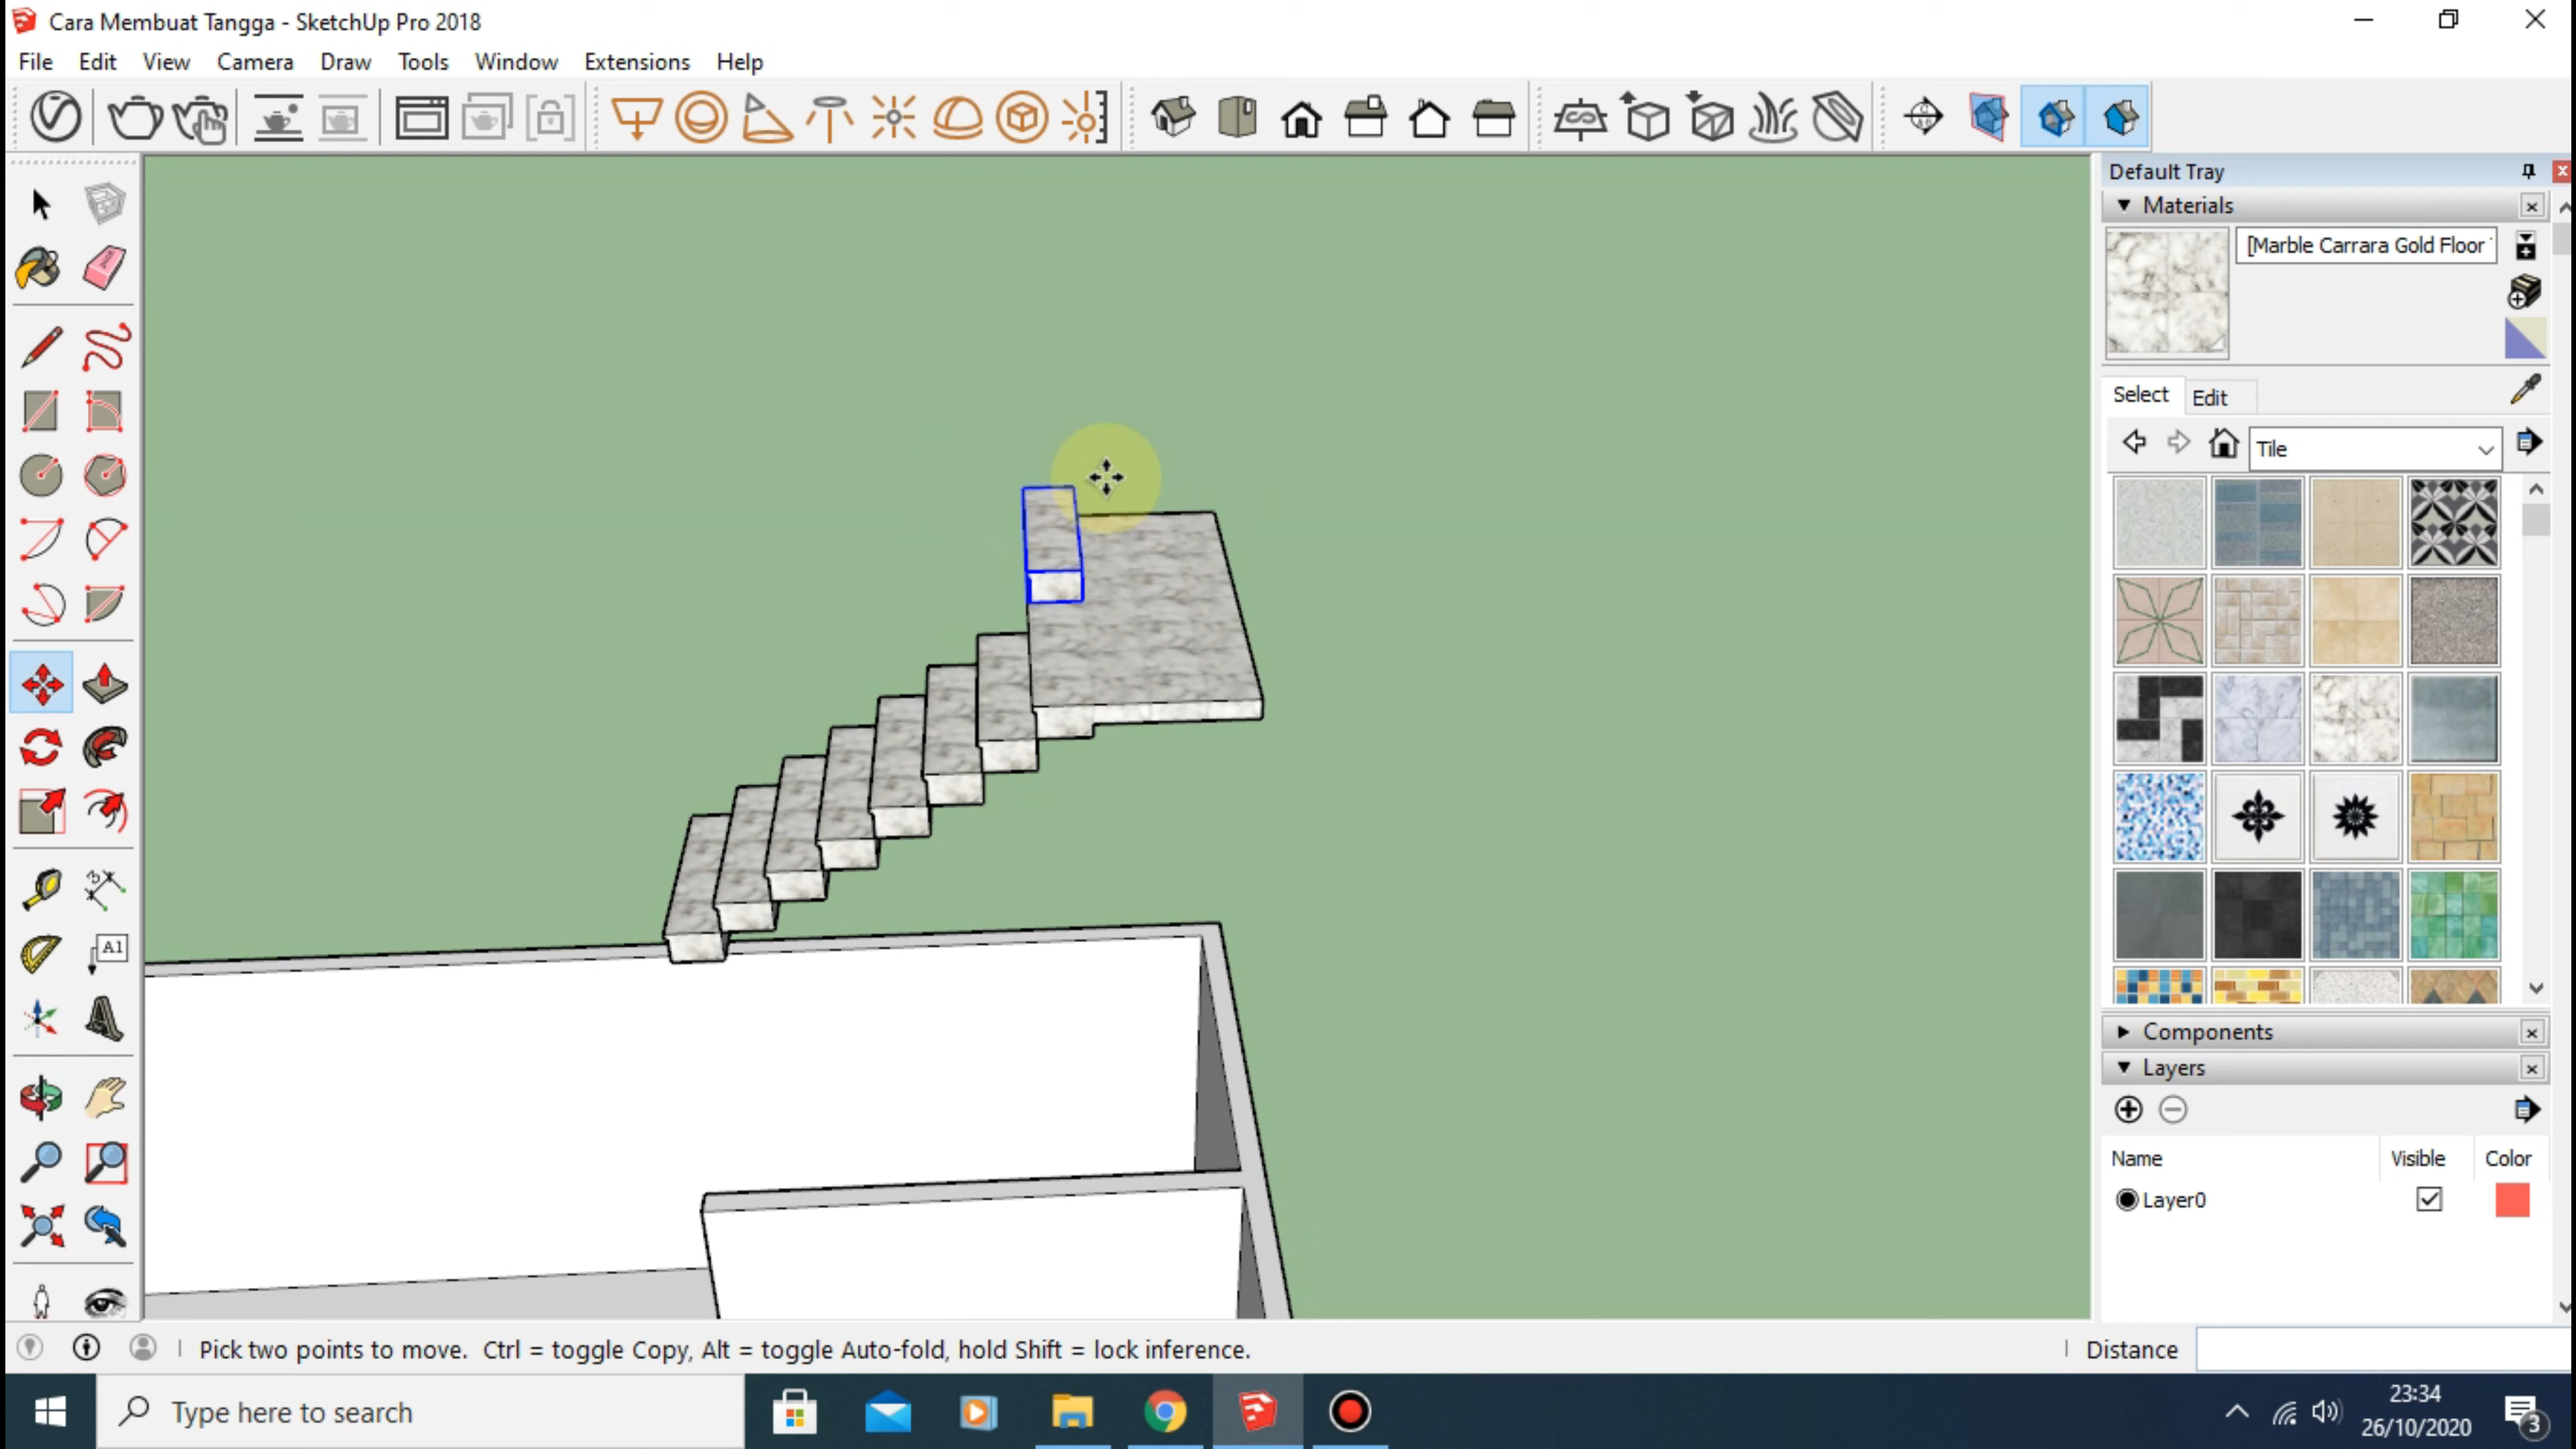 Cara Membuat Tangga - SketchUp Pro 2018
File Edit View Camera Draw Tools Window Extensions Help
Default Tray
Materials
[Marble Carrara Gold Floor
Select Edit
Tile
A1
Components
Layers
Name Visible Color
Layer0
Pick two points to move. Ctrl = toggle Copy, Alt = toggle Auto-fold, hold Shift = lock inference.
Distance
Type here to search
23:34
26/10/2020
3